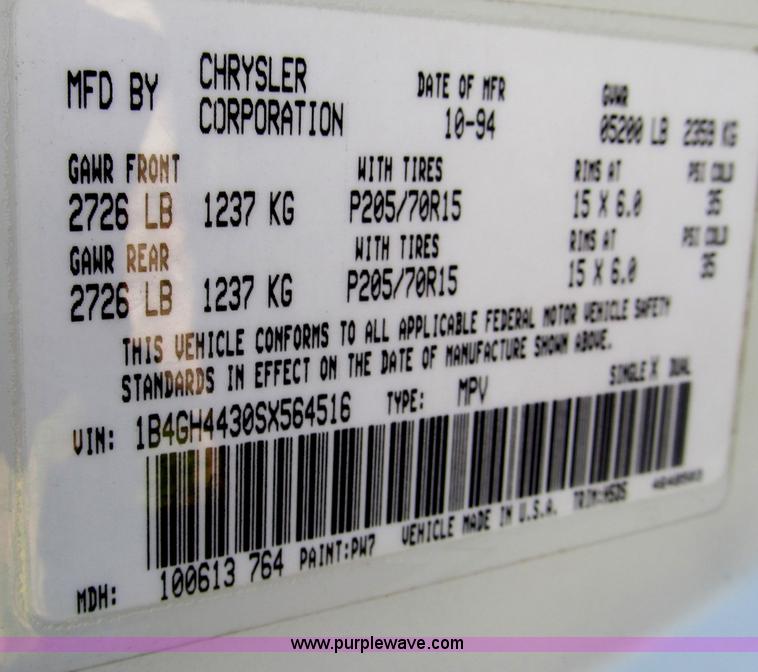 MFD BY CHRYSLER CORPORATION DATE OF MFR 10-94 GVWR 05200 LB 2359 KG
GAWR FRONT WITH TIRES RIMS AT PSI COLD
2726 LB 1237 KG P205/70R15 15 X 6.0 35
GAWR REAR WITH TIRES RIMS AT PSI COLD
2726 LB 1237 KG P205/70R15 15 X 6.0 35
THIS VEHICLE CONFORMS TO ALL APPLICABLE FEDERAL MOTOR VEHICLE SAFETY
STANDARDS IN EFFECT ON THE DATE OF MANUFACTURE SHOWN ABOVE.
VIN: 1B4GH4430SX564516 TYPE: MPV SINGLE X DUAL
MDH: 100613 764 PAINT:PW7 VEHICLE MADE IN U.S.A. TRIM:H5DS
www.purplewave.com